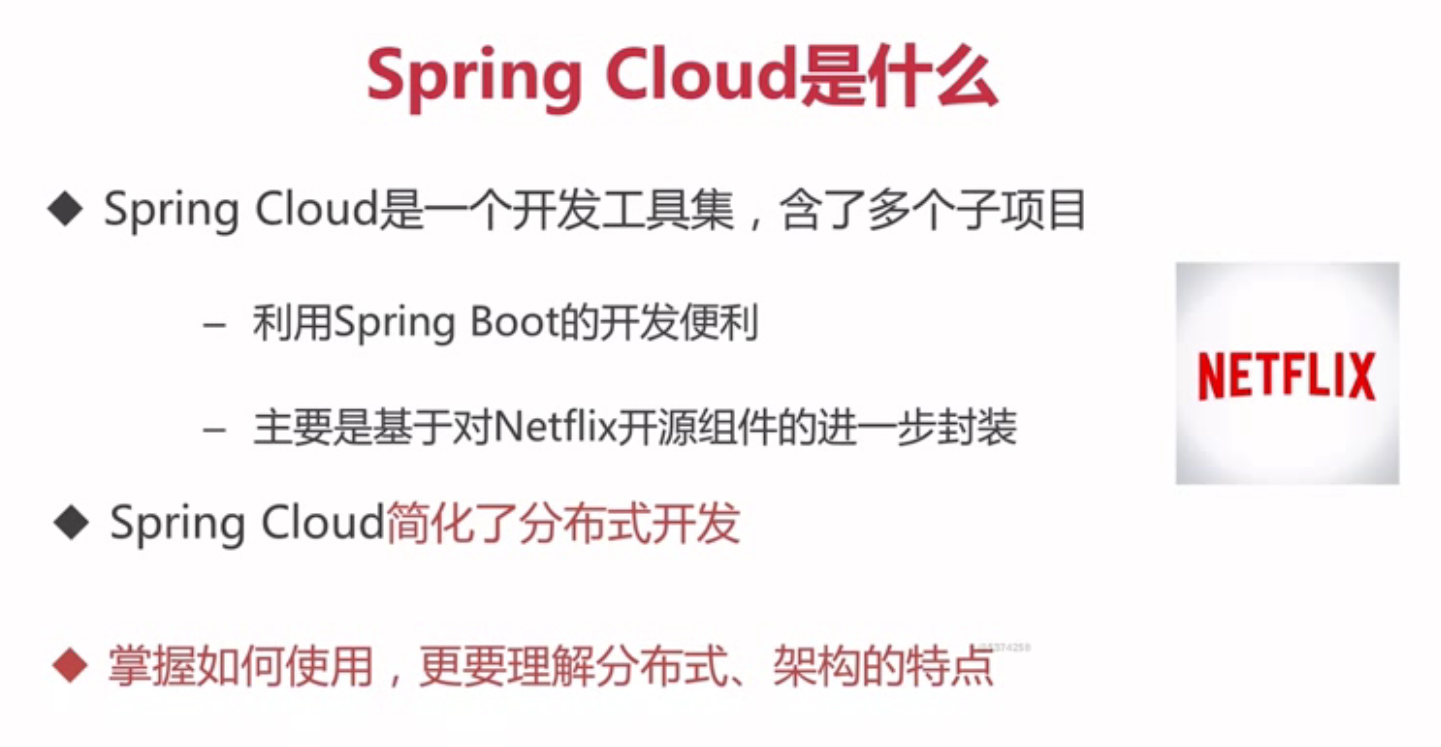 Spring Cloud是什么
◆ Spring Cloud是一个开发工具集，含了多个子项目
– 利用Spring Boot的开发便利
– 主要是基于对Netflix开源组件的进一步封装
NETFLIX
◆ Spring Cloud简化了分布式开发
◆ 掌握如何使用，更要理解分布式、架构的特点